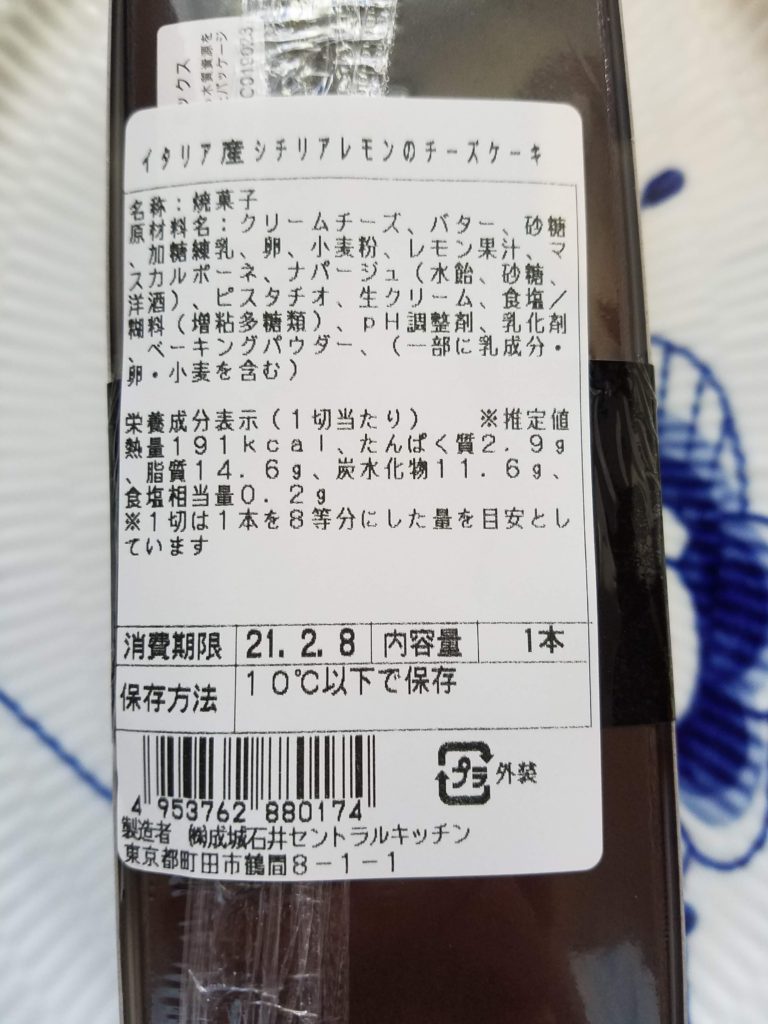 ックス
木質資源を
パッケージ
イタリア産シチリアレモンのチーズケーキ
名称：焼菓子
原材料名：クリームチーズ、バター、砂糖
、加糖練乳、卵、小麦粉、レモン果汁、マ
スカルポーネ、ナパージュ（水飴、砂糖、
洋酒）、ピスタチオ、生クリーム、食塩／
糊料（増粘多糖類）、ｐＨ調整剤、乳化剤
、ベーキングパウダー、（一部に乳成分・
卵・小麦を含む）
栄養成分表示（１切当たり）　※推定値
熱量１９１ｋｃａｌ、たんぱく質２．９ｇ
、脂質１４．６ｇ、炭水化物１１．６ｇ、
食塩相当量０．２ｇ
※１切は１本を８等分にした量を目安とし
ています
消費期限 21.2.8 内容量 1本
保存方法 １０℃以下で保存
4 953762 880174
プラ 外装
製造者 ㈱成城石井セントラルキッチン
東京都町田市鶴間８－１－１